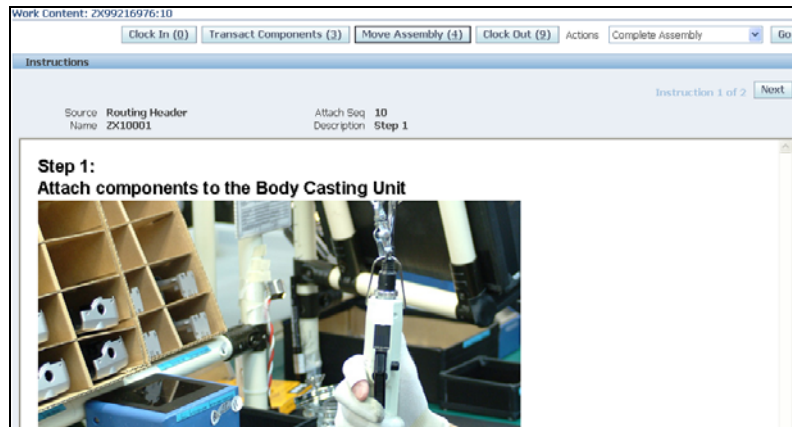 Work Content: ZX99216976:10
Clock In (0) Transact Components (3) Move Assembly (4) Clock Out (9) Actions Complete Assembly Go
Instructions
Instruction 1 of 2 Next
Source Routing Header Attach Seq 10
Name ZX10001 Description Step 1
Step 1:
Attach components to the Body Casting Unit